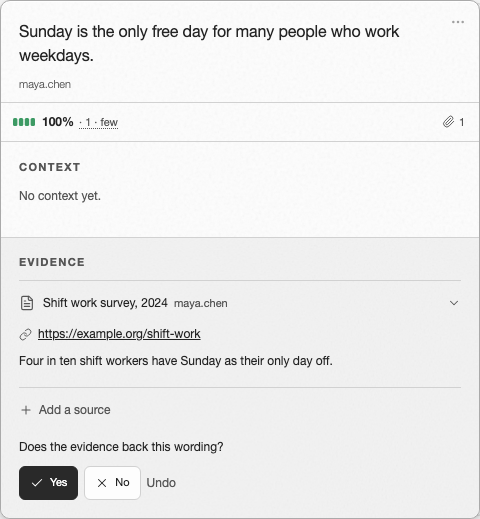 Sunday is the only free day for many people who work
weekdays.
maya.chen
100% · 1 · few
1
CONTEXT
No context yet.
EVIDENCE
Shift work survey, 2024 maya.chen
https://example.org/shift-work
Four in ten shift workers have Sunday as their only day off.
Add a source
Does the evidence back this wording?
Yes No Undo